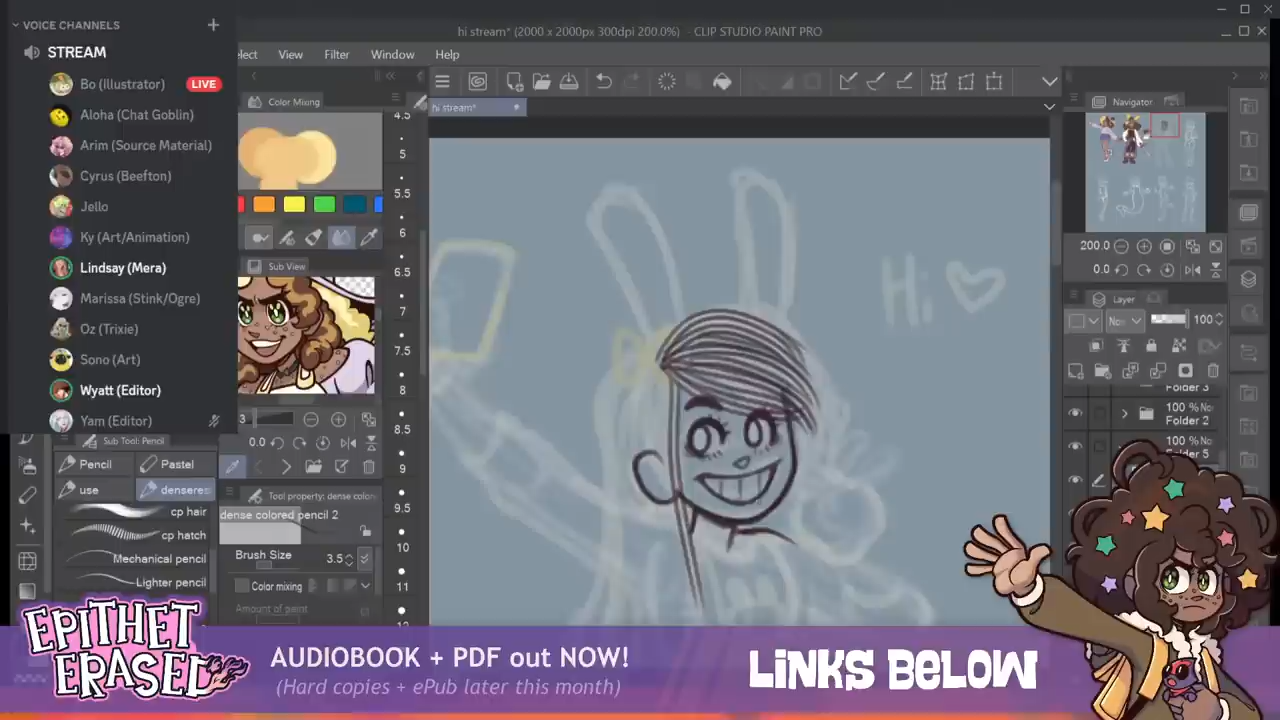 VOICE CHANNELS
STREAM
Bo (Illustrator) LIVE
Aloha (Chat Goblin)
Arim (Source Material)
Cyrus (Beefton)
Jello
Ky (Art/Animation)
Lindsay (Mera)
Marissa (Stink/Ogre)
Oz (Trixie)
Sono (Art)
Wyatt (Editor)
Yam (Editor)
hi stream* (2000 x 2000px 300dpi 200.0%) - CLIP STUDIO PAINT PRO
elect View Filter Window Help
Color Mixing
hi stream*
Navigator
4.5
5
5.5
6
6.5
7
7.5
8
8.5
9
9.5
10
11
Sub View
3
0.0
200.0
0.0
Layer
100
Folder 3
100 %
Folder 2
100 %
Folder 5
Hi
Sub Tool: Pencil
Pencil Pastel
use denseres
cp hair
cp hatch
Mechanical pencil
Lighter pencil
Tool property: dense color
dense colored pencil 2
Brush Size 3.5
Color mixing
Amount of paint
EPITHET
ERASED
AUDIOBOOK + PDF out NOW!
(Hard copies + ePub later this month)
LINKS BELOW